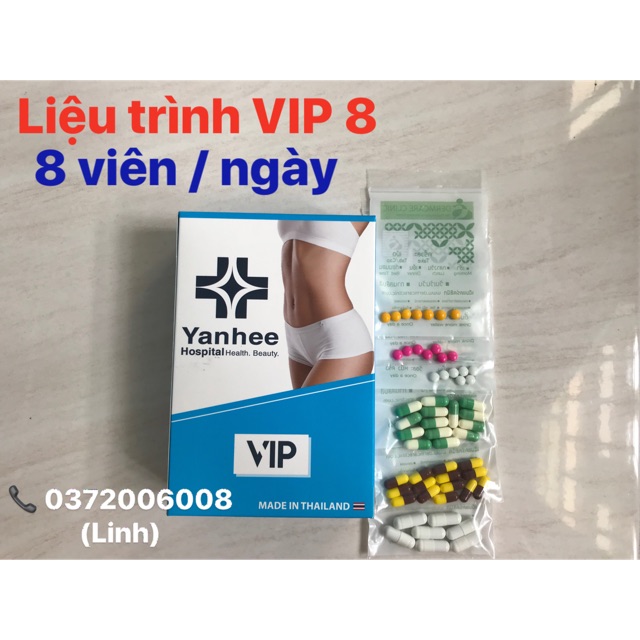 Liệu trình VIP 8
8 viên / ngày
Yanhee
Hospital Health. Beauty.
VIP
MADE IN THAILAND
0372006008
(Linh)